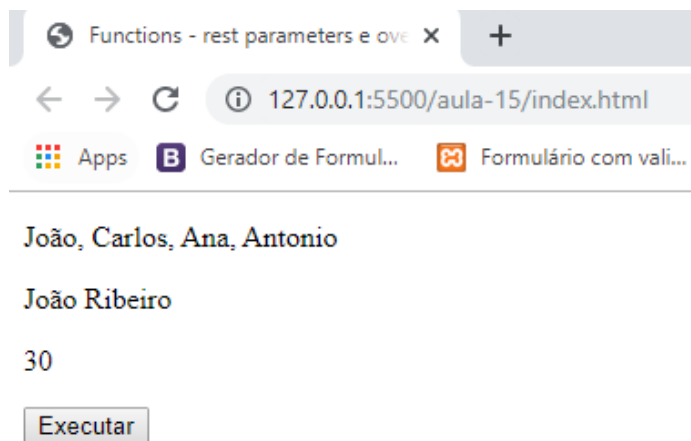 Functions - rest parameters e ove
127.0.0.1:5500/aula-15/index.html
Apps B Gerador de Formul... Formulário com vali...
João, Carlos, Ana, Antonio
João Ribeiro
30
Executar